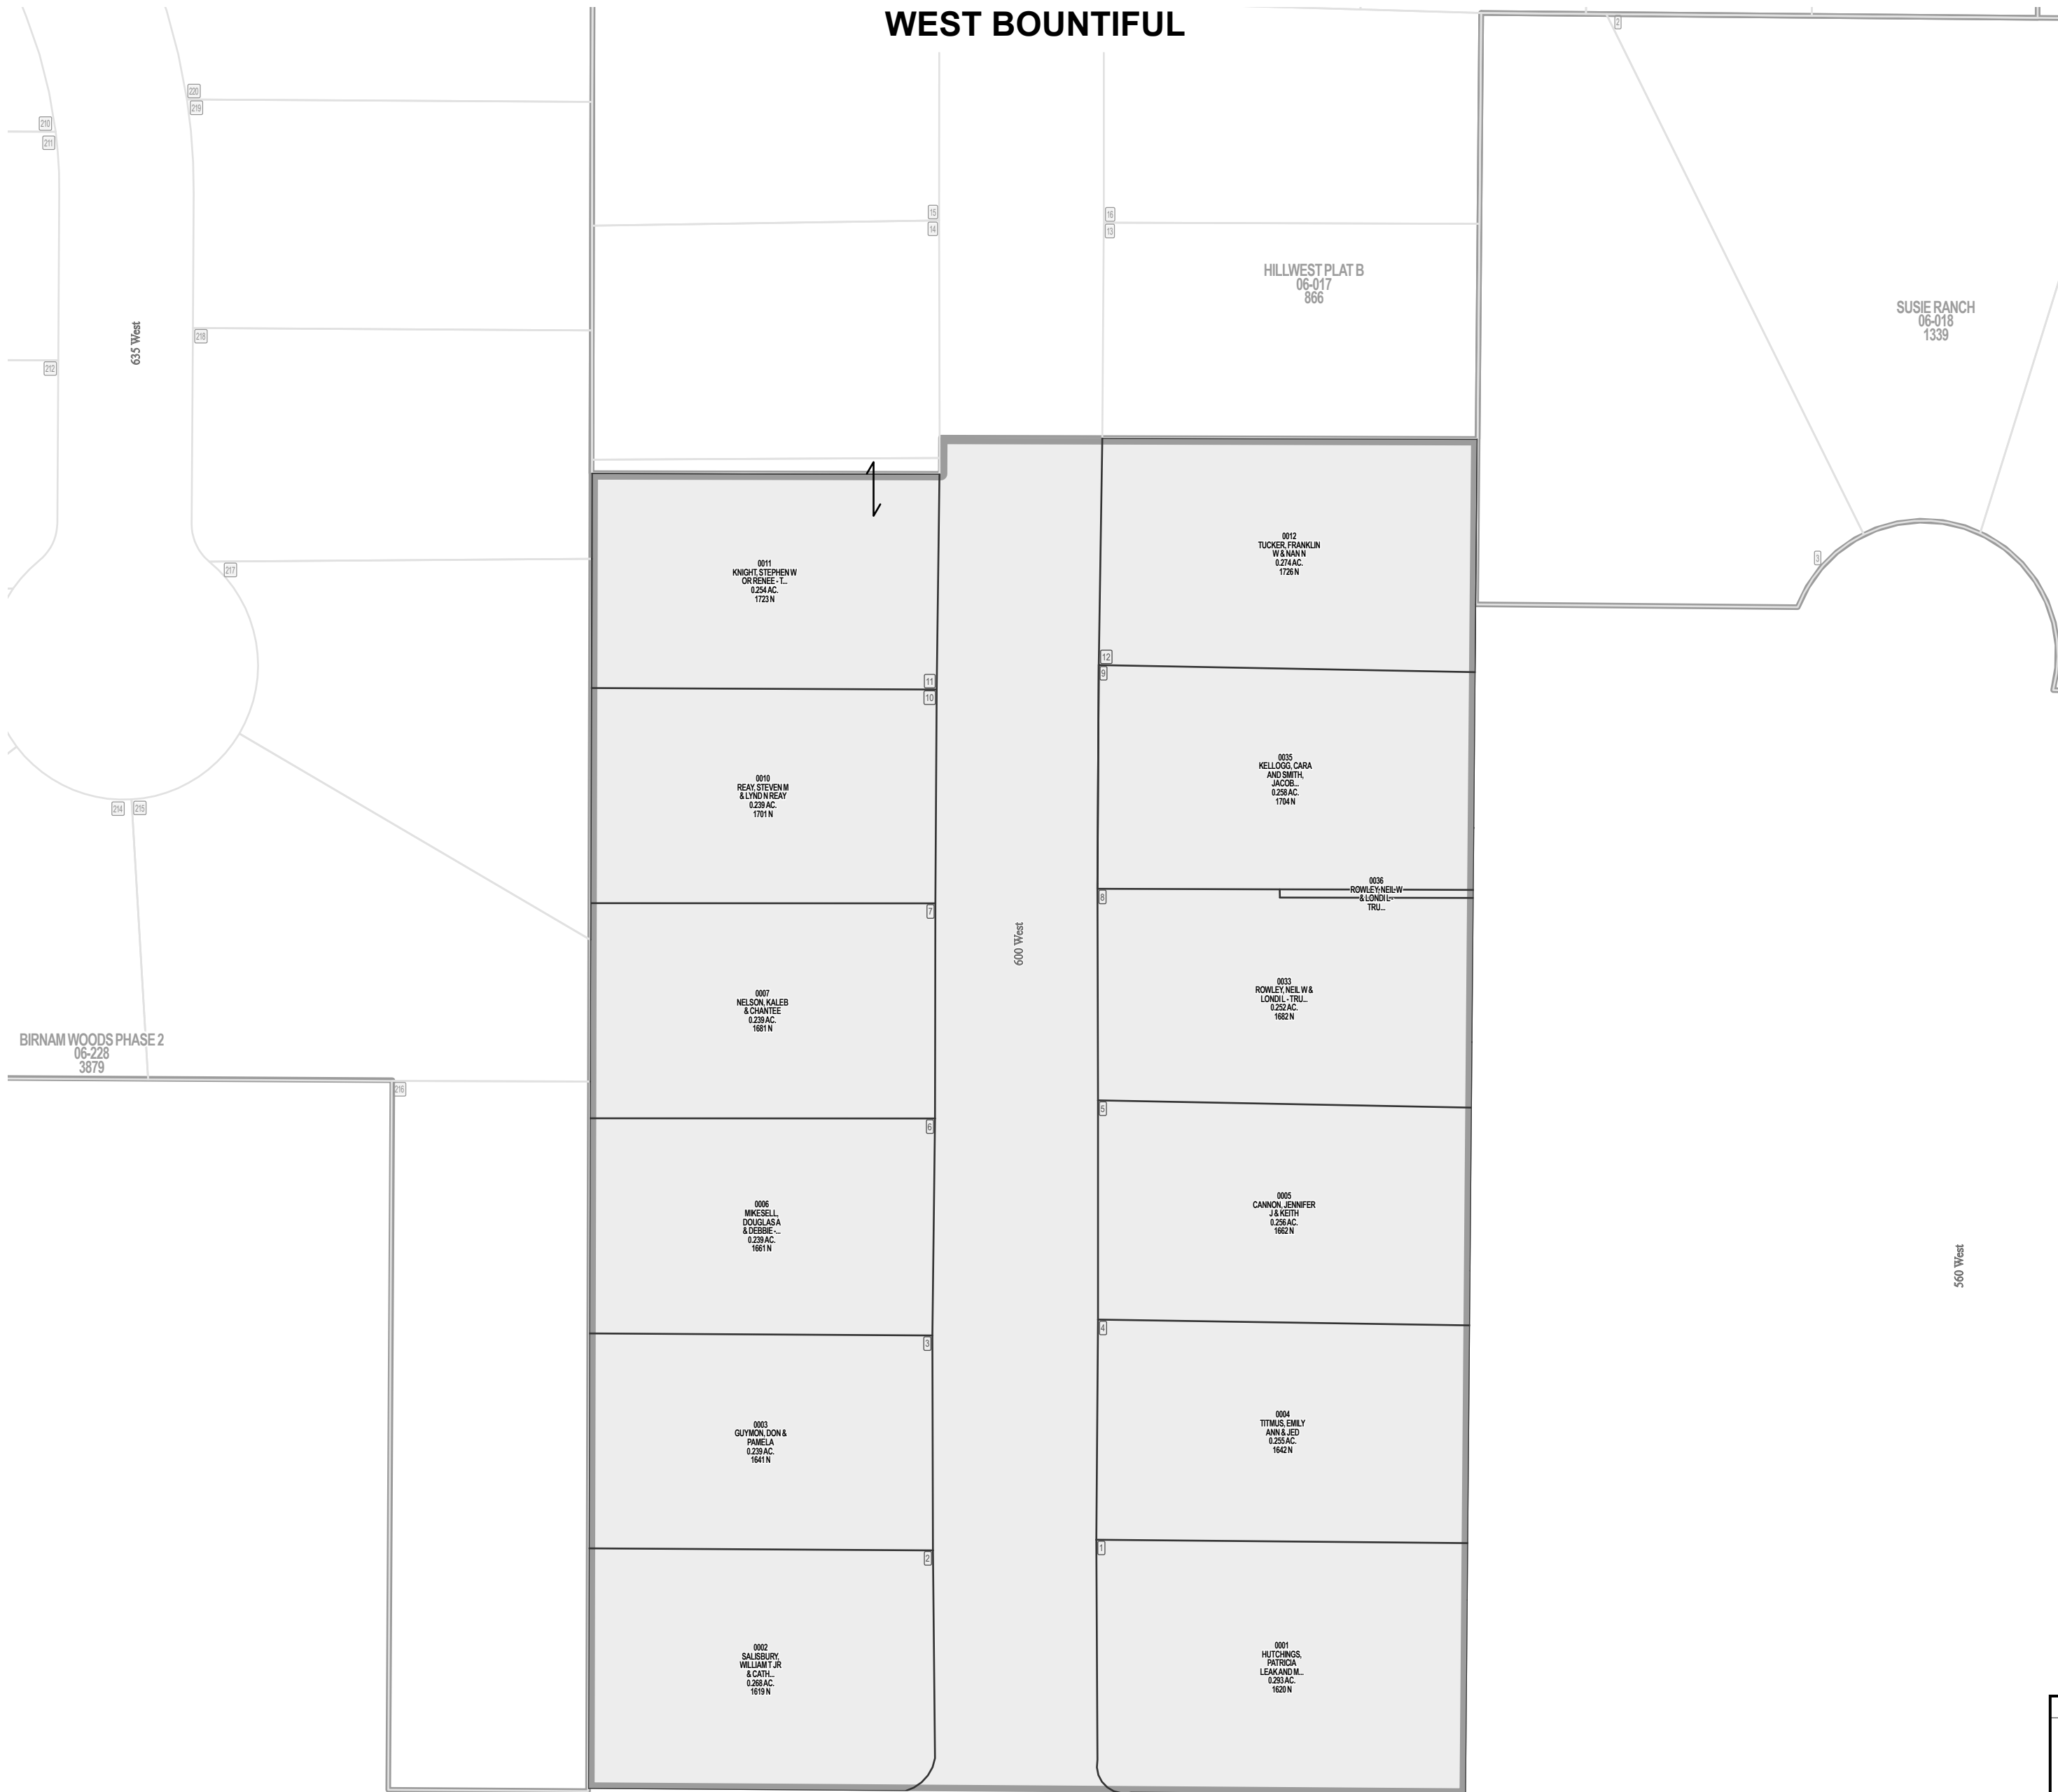 WEST BOUNTIFUL
2
220
219
210
211
15
14
16
13
HILLWEST PLAT B
06-017
866
SUSIE RANCH
06-018
1339
635 West
218
212
217
3
0011
KNIGHT, STEPHEN W
OR RENEE - T...
0.254 AC.
1723 N
0012
TUCKER, FRANKLIN
W & NAN N
0.274 AC.
1726 N
12
9
11
10
0010
REAY, STEVEN M
& LYND N REAY
0.239 AC.
1701 N
0035
KELLOGG, CARA
AND SMITH,
JACOB...
0.258 AC.
1704 N
214
215
0036
ROWLEY, NEIL W
& LONDI L -
TRU...
8
7
600 West
0007
NELSON, KALEB
& CHANTEE
0.239 AC.
1681 N
0033
ROWLEY, NEIL W &
LONDI L - TRU...
0.252 AC.
1682 N
BIRNAM WOODS PHASE 2
06-228
3879
216
5
6
0006
MIKESELL,
DOUGLAS A
& DEBBIE -...
0.239 AC.
1661 N
0005
CANNON, JENNIFER
J & KEITH
0.256 AC.
1662 N
560 West
4
3
0003
GUYMON, DON &
PAMELA
0.239 AC.
1641 N
0004
TITMUS, EMILY
ANN & JED
0.255 AC.
1642 N
1
2
0002
SALISBURY,
WILLIAM T JR
& CATH...
0.268 AC.
1619 N
0001
HUTCHINGS,
PATRICIA
LEAK AND M...
0.293 AC.
1620 N